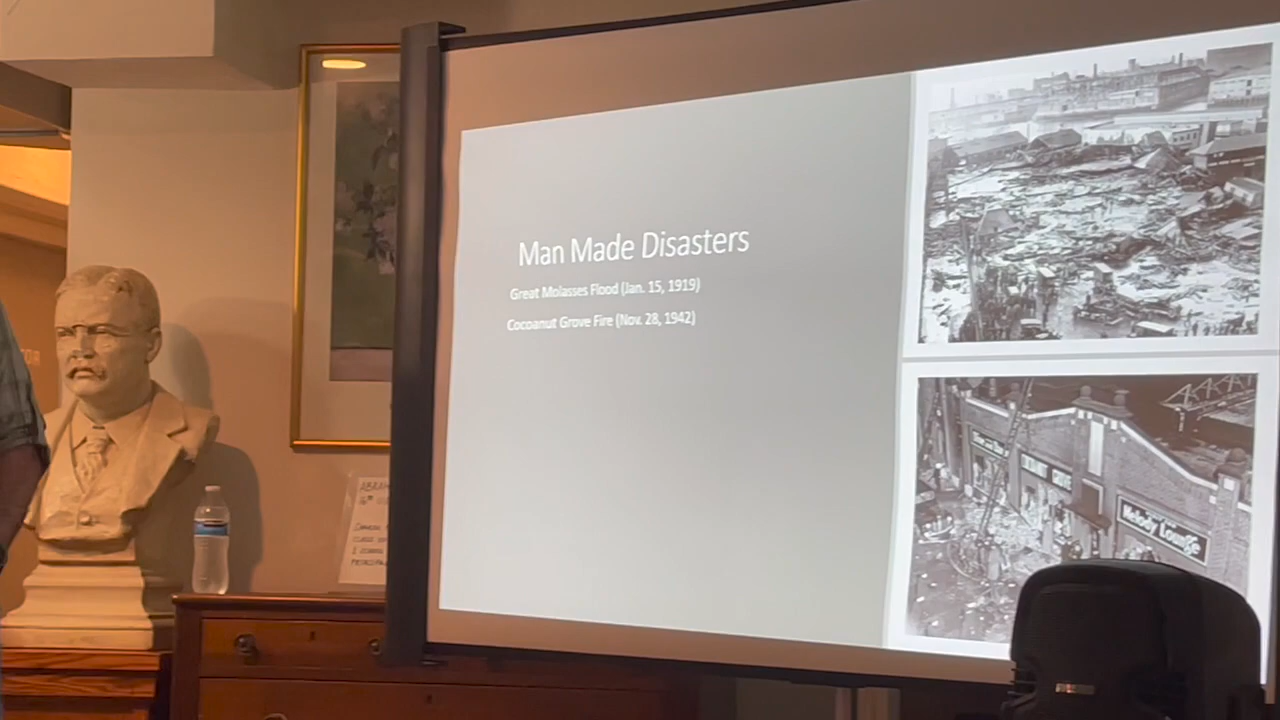 Man Made Disasters
Great Molasses Flood (Jan. 15, 1919)
Cocoanut Grove Fire (Nov. 28, 1942)
Melody Lounge